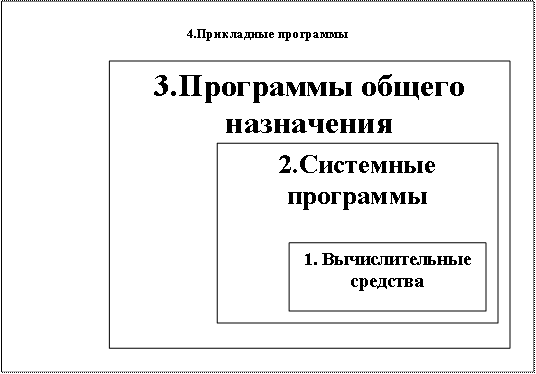 4.Прикладные программы
3.Программы общего
назначения
2.Системные
программы
1. Вычислительные
средства